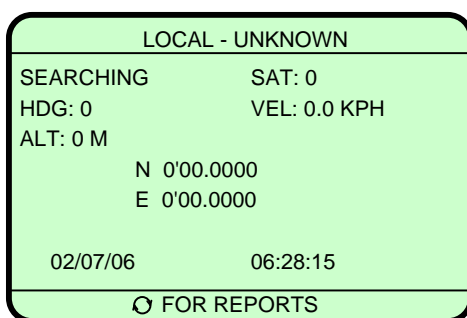 LOCAL - UNKNOWN
SEARCHING SAT: 0
HDG: 0 VEL: 0.0 KPH
ALT: 0 M
N 0'00.0000
E 0'00.0000
02/07/06 06:28:15
FOR REPORTS